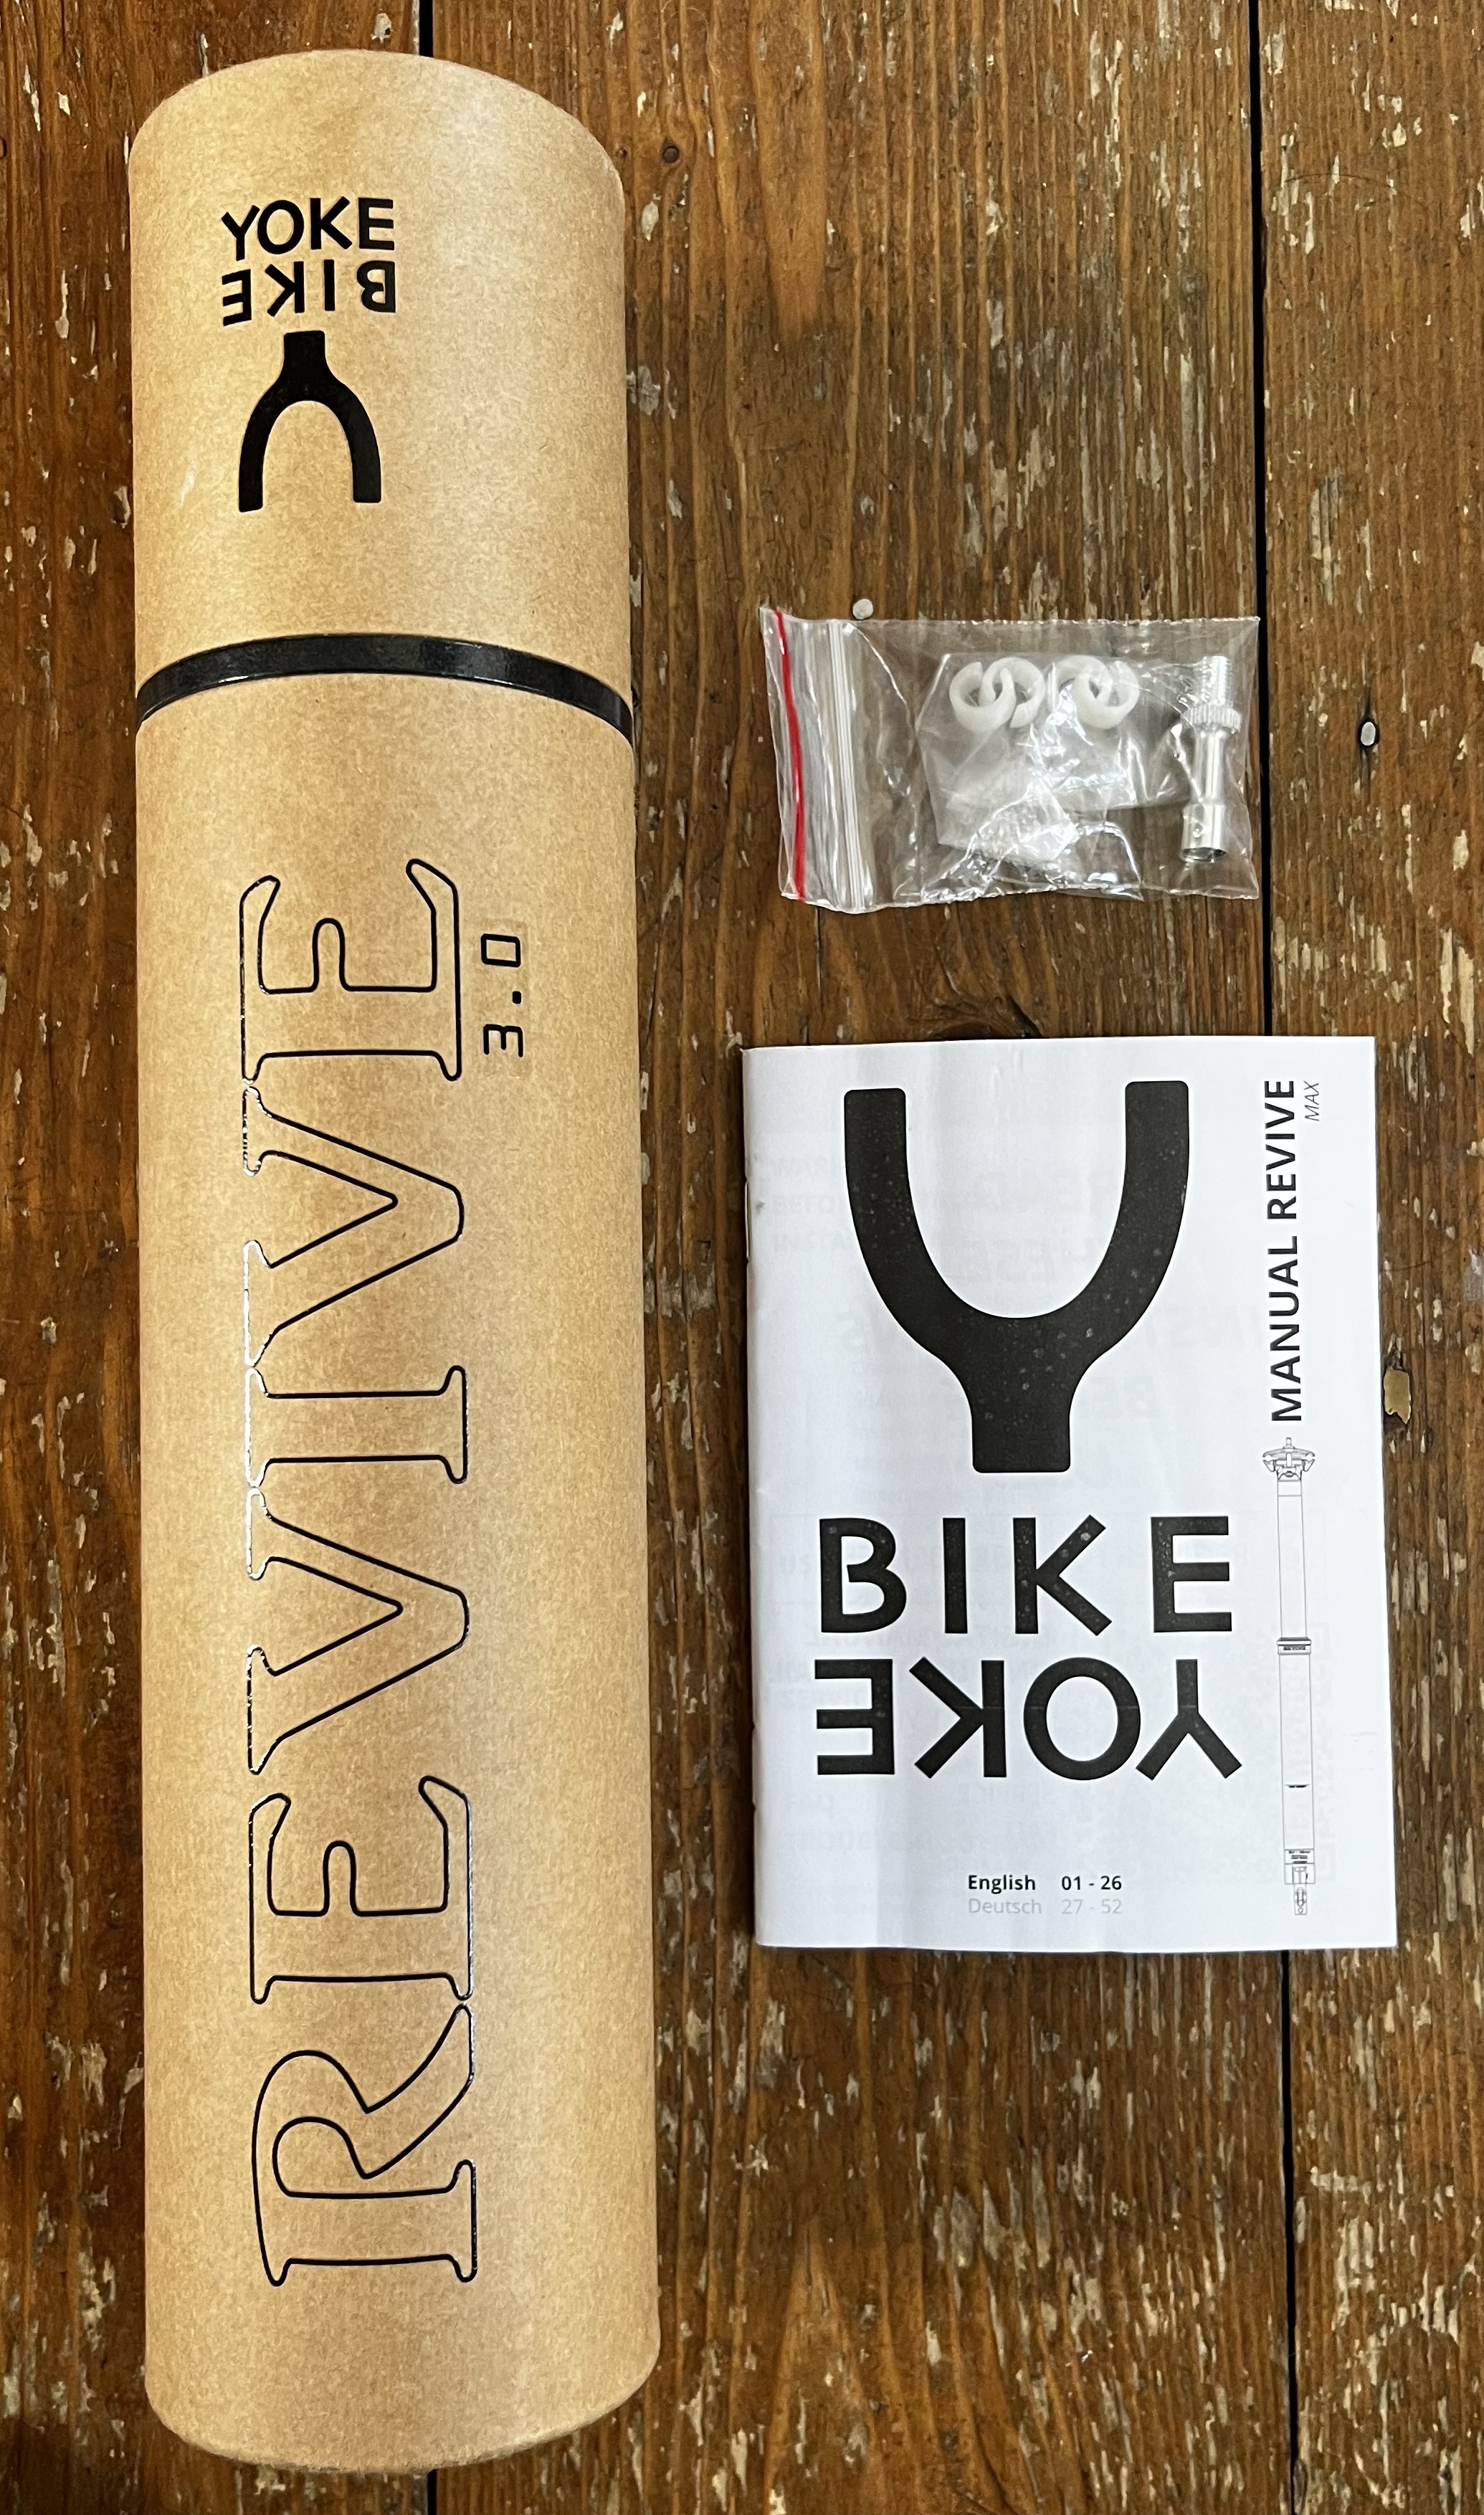 YOKE
BIKE
REVIVE
3.0
MANUAL REVIVE
MAX
BIKE
YOKE
English 01 - 26
Deutsch 27 - 52